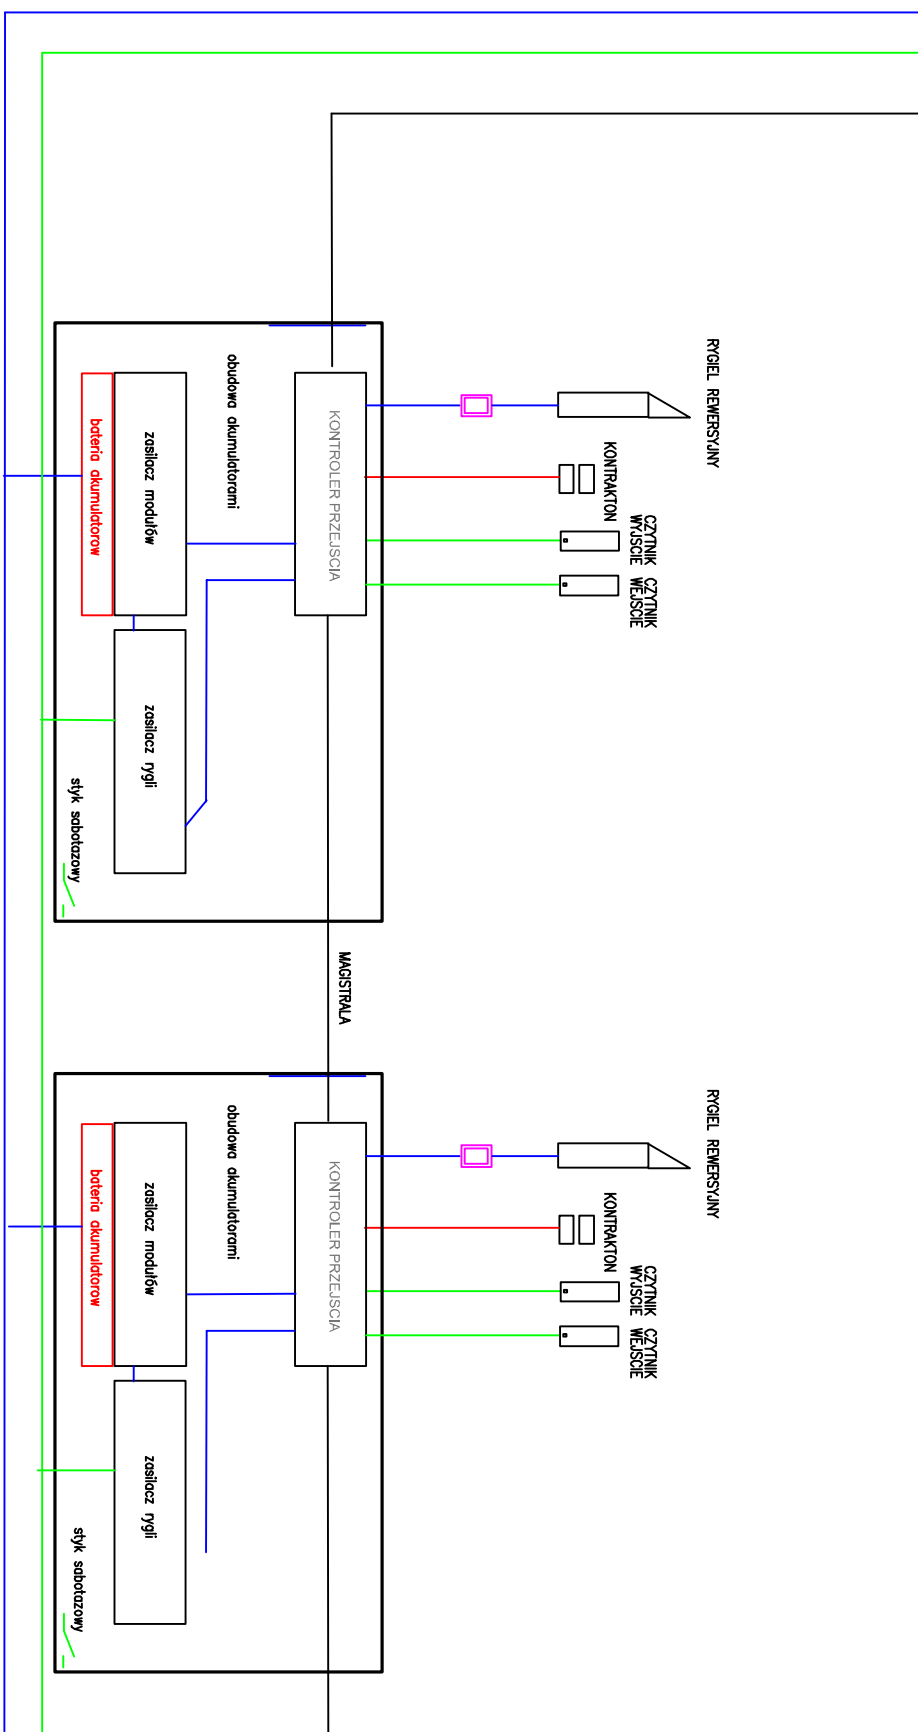 RYGIEL REWERSYJNY
KONTRAKTON
CZYTNIK
WYJSCIE
CZYTNIK
WEJSCIE
KONTROLER PRZEJSCIA
obudowa akumulatorami
zasilacz modułów
bateria akumulatorow
zasilacz rygli
styk sabotazowy
MAGISTRALA
RYGIEL REWERSYJNY
KONTRAKTON
CZYTNIK
WYJSCIE
CZYTNIK
WEJSCIE
KONTROLER PRZEJSCIA
obudowa akumulatorami
zasilacz modułów
bateria akumulatorow
zasilacz rygli
styk sabotazowy